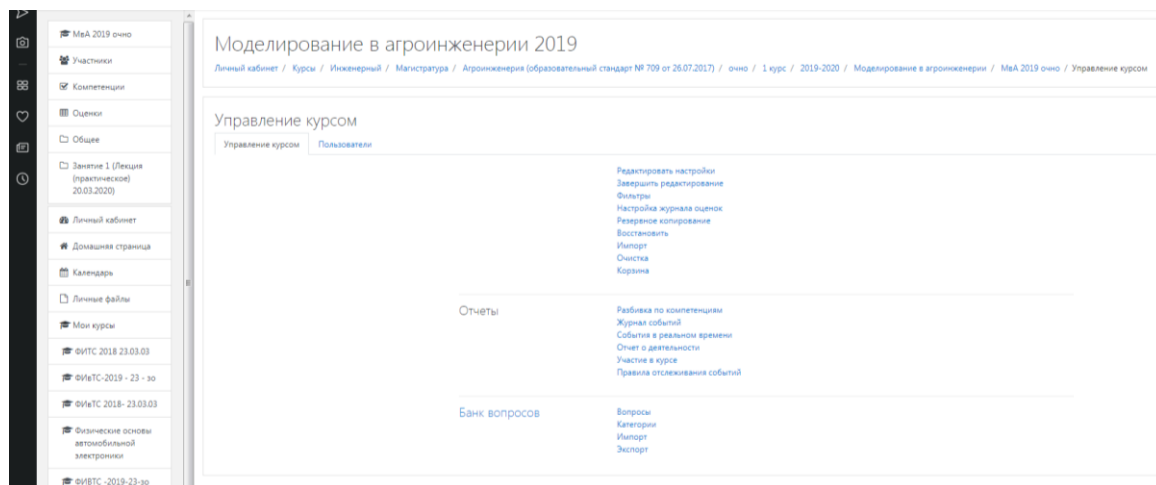 МвА 2019 очно
Участники
Компетенции
Оценки
Общее
Занятие 1 (Лекция
(практическое)
20.03.2020)
Личный кабинет
Домашняя страница
Календарь
Личные файлы
Мои курсы
ФИТС 2018 23.03.03
ФИвТС-2019 - 23 - зо
ФИвТС 2018- 23.03.03
Физические основы
автомобильной
электроники
ФИВТС -2019-23-зо
Моделирование в агроинженерии 2019
Личный кабинет / Курсы / Инженерный / Магистратура / Агроинженерия (образовательный стандарт № 709 от 26.07.2017) / очно / 1 курс / 2019-2020 / Моделирование в агроинженерии / МвА 2019 очно / Управление курсом
Управление курсом
Управление курсом Пользователи
Редактировать настройки
Завершить редактирование
Фильтры
Настройка журнала оценок
Резервное копирование
Восстановить
Импорт
Очистка
Корзина
Отчеты
Разбивка по компетенциям
Журнал событий
События в реальном времени
Отчет о деятельности
Участие в курсе
Правила отслеживания событий
Банк вопросов
Вопросы
Категории
Импорт
Экспорт